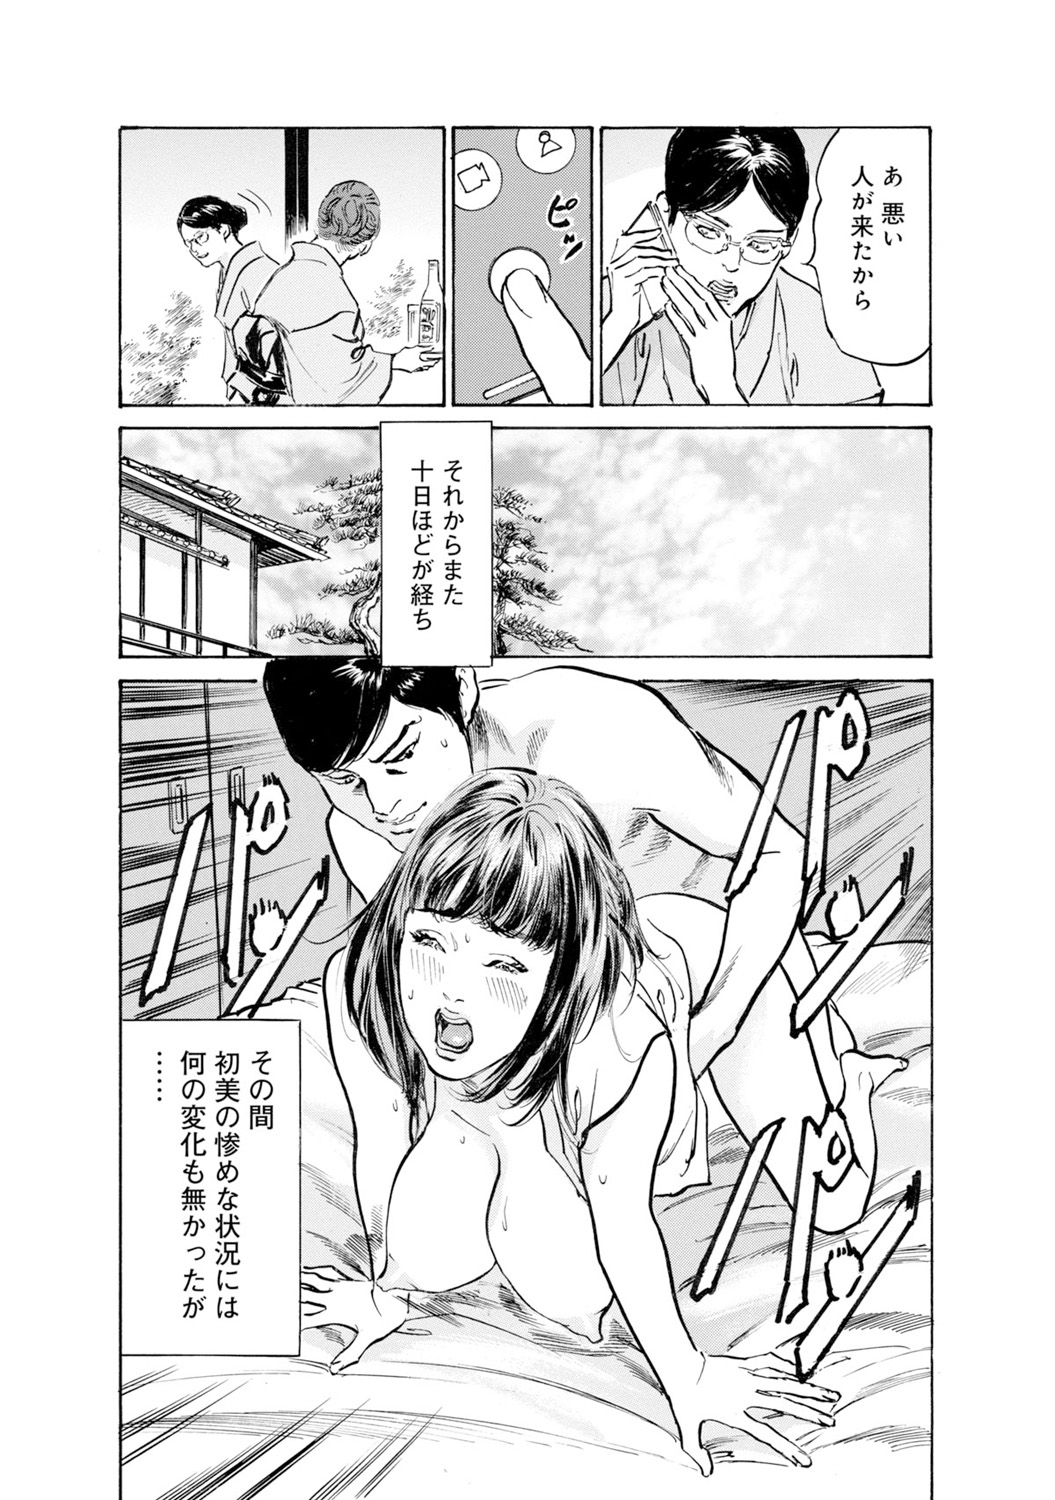 あ 悪い
人が来たから
ピッ
それからまた
十日ほどが経ち
パン
パン
パン
その間
初美の惨めな状況には
何の変化も無かったが
……